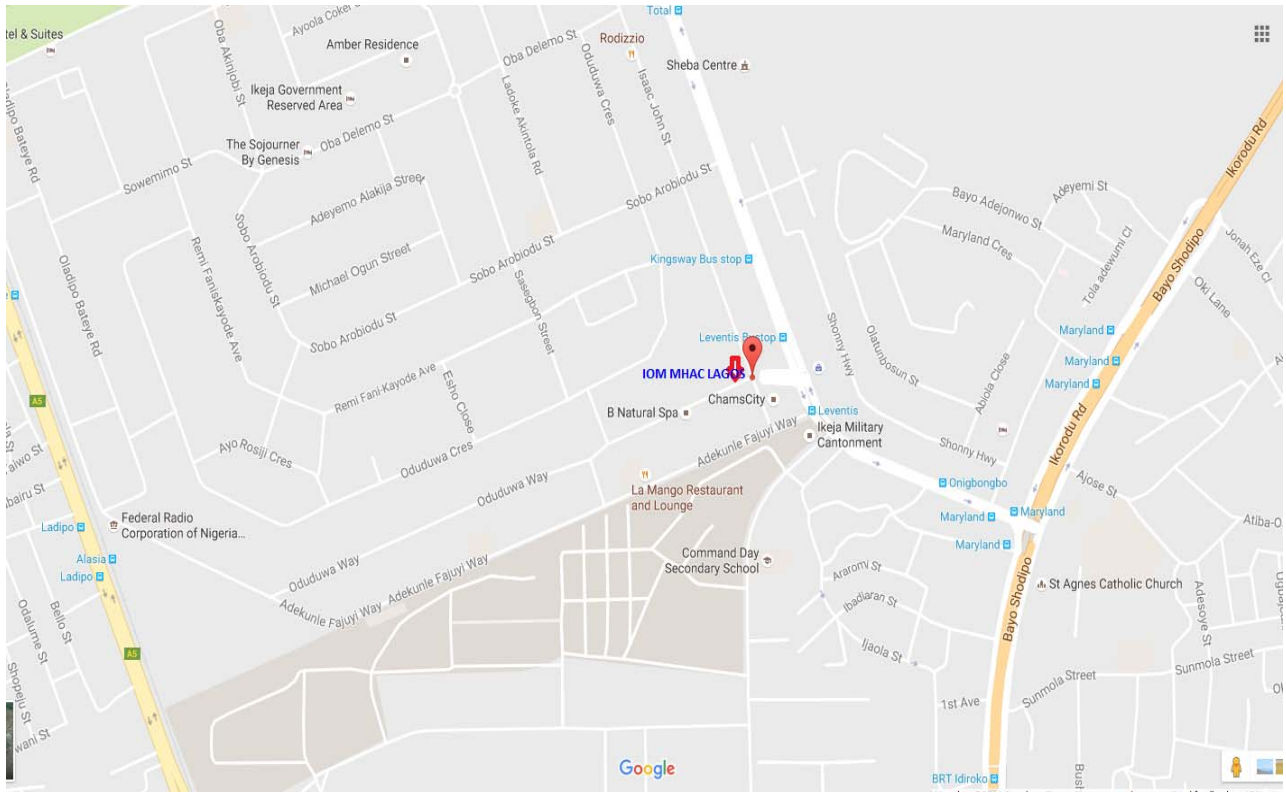 Total
tel & Suites
Ayoola Coker
Oba Akinjobi St
Amber Residence
Oba Delemo St
Rodizzio
Sheba Centre
Ikeja Government
Reserved Area
Ladoke Akintola Rd
Oduduwa Cres
Isaac John St
Ladipo Bateye Rd
The Sojourner
By Genesis
Oba Delemo St
Sowemimo St
Adeyemo Alakija Street
Sobo Arobiodu St
Ikorodu Rd
Adeyemi St
Bayo Adejonwo St
Maryland Cres
Tola adewumi Cl
Jonah Eze Cl
Bayo Shodipo
Oki Lane
Oladipo Bateye Rd
Remi Faniskayode Ave
Sobo Arobiodu St
Michael Ogun Street
Sobo Arobiodu St
Sasegbon Street
Kingsway Bus stop
Sobo Arobiodu St
Leventis Bustop
Shonny Hwy
Olatunbosun St
Abiola Close
Maryland
Maryland
Maryland
IOM MHAC LAGOS
ChamsCity
B Natural Spa
Remi Fani-Kayode Ave
Esho Close
A5
Leventis
Ikeja Military
Cantonment
Shonny Hwy
Ikorodu Rd
Ayo Rosiji Cres
Oduduwa Cres
Adekunle Fajuyi Way
La Mango Restaurant
and Lounge
Oduduwa Way
Onigbongbo
Ajose St
Maryland
Maryland
Maryland
Atiba-O
Federal Radio
Corporation of Nigeria...
Ladipo
Alasia
Ladipo
Command Day
Secondary School
Oduduwa Way
Adekunle Fajuyi Way
Adekunle Fajuyi Way
Araromi St
Ibadiaran St
St Agnes Catholic Church
Bayo Shodipo
Adesoye St
Odalume St
Bello St
A5
Ijaola St
Sunmola Street
Sunmola Street
1st Ave
Shopeju St
wani St
Google
BRT Idiroko
Bush